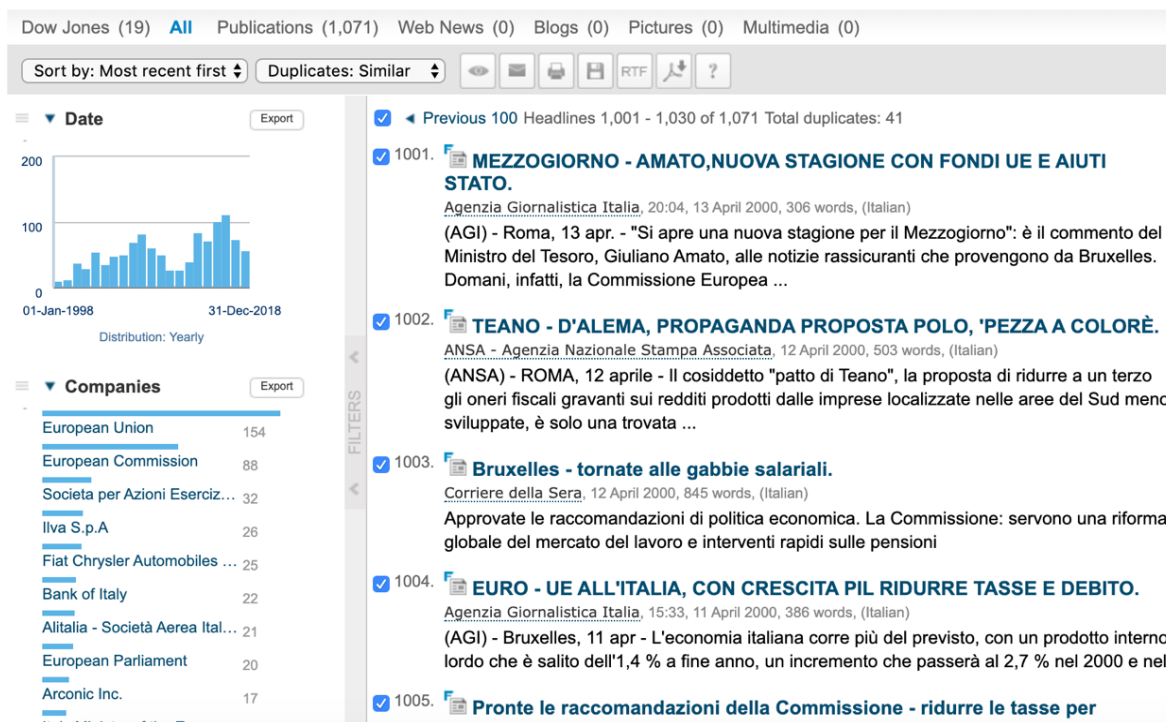 Dow Jones (19) All Publications (1,071) Web News (0) Blogs (0) Pictures (0) Multimedia (0)
Sort by: Most recent first Duplicates: Similar RTF ?
Date Export
200
100
0
01-Jan-1998 31-Dec-2018
Distribution: Yearly
Companies Export
European Union 154
European Commission 88
Societa per Azioni Eserciz... 32
Ilva S.p.A 26
Fiat Chrysler Automobiles ... 25
Bank of Italy 22
Alitalia - Società Aerea Ital... 21
European Parliament 20
Arconic Inc. 17
FILTERS
Previous 100 Headlines 1,001 - 1,030 of 1,071 Total duplicates: 41
1001. MEZZOGIORNO - AMATO,NUOVA STAGIONE CON FONDI UE E AIUTI
STATO.
Agenzia Giornalistica Italia, 20:04, 13 April 2000, 306 words, (Italian)
(AGI) - Roma, 13 apr. - "Si apre una nuova stagione per il Mezzogiorno": è il commento del
Ministro del Tesoro, Giuliano Amato, alle notizie rassicuranti che provengono da Bruxelles.
Domani, infatti, la Commissione Europea ...
1002. TEANO - D'ALEMA, PROPAGANDA PROPOSTA POLO, 'PEZZA A COLORÈ.
ANSA - Agenzia Nazionale Stampa Associata, 12 April 2000, 503 words, (Italian)
(ANSA) - ROMA, 12 aprile - Il cosiddetto "patto di Teano", la proposta di ridurre a un terzo
gli oneri fiscali gravanti sui redditi prodotti dalle imprese localizzate nelle aree del Sud meno
sviluppate, è solo una trovata ...
1003. Bruxelles - tornate alle gabbie salariali.
Corriere della Sera, 12 April 2000, 845 words, (Italian)
Approvate le raccomandazioni di politica economica. La Commissione: servono una riforma
globale del mercato del lavoro e interventi rapidi sulle pensioni
1004. EURO - UE ALL'ITALIA, CON CRESCITA PIL RIDURRE TASSE E DEBITO.
Agenzia Giornalistica Italia, 15:33, 11 April 2000, 386 words, (Italian)
(AGI) - Bruxelles, 11 apr - L'economia italiana corre più del previsto, con un prodotto interno
lordo che è salito dell'1,4 % a fine anno, un incremento che passerà al 2,7 % nel 2000 e nel
1005. Pronte le raccomandazioni della Commissione - ridurre le tasse per